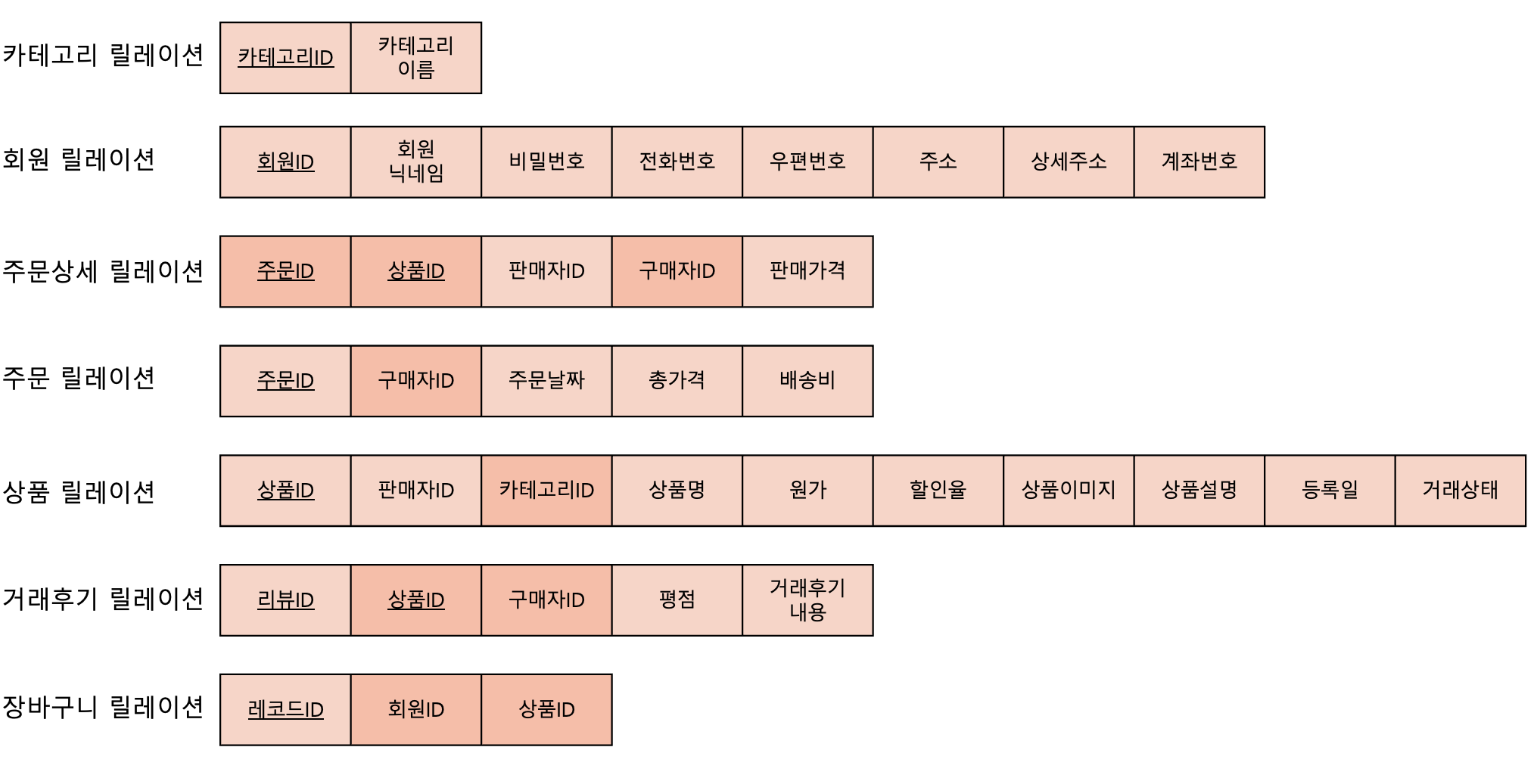 카테고리 릴레이션 카테고리ID 카테고리
이름
회원 릴레이션 회원ID 회원
닉네임 비밀번호 전화번호 우편번호 주소 상세주소 계좌번호
주문상세 릴레이션 주문ID 상품ID 판매자ID 구매자ID 판매가격
주문 릴레이션 주문ID 구매자ID 주문날짜 총가격 배송비
상품 릴레이션 상품ID 판매자ID 카테고리ID 상품명 원가 할인율 상품이미지 상품설명 등록일 거래상태
거래후기 릴레이션 리뷰ID 상품ID 구매자ID 평점 거래후기
내용
장바구니 릴레이션 레코드ID 회원ID 상품ID